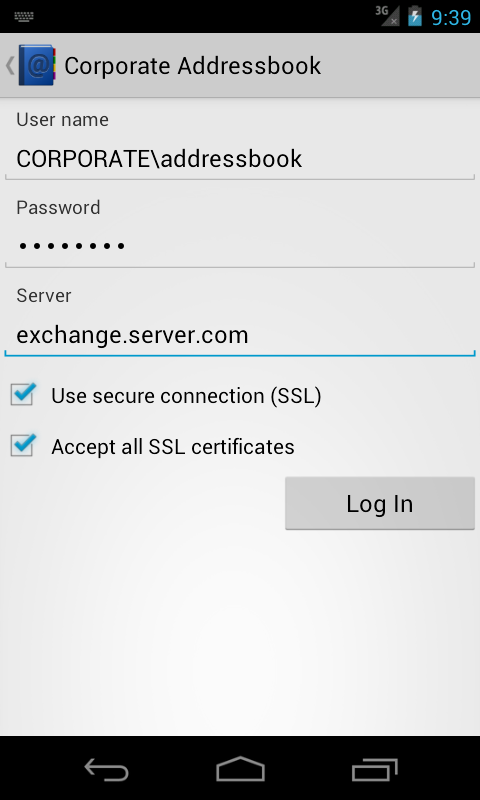 3G
9:39
Corporate Addressbook
User name
CORPORATE\addressbook
Password
••••••••
Server
exchange.server.com
Use secure connection (SSL)
Accept all SSL certificates
Log In